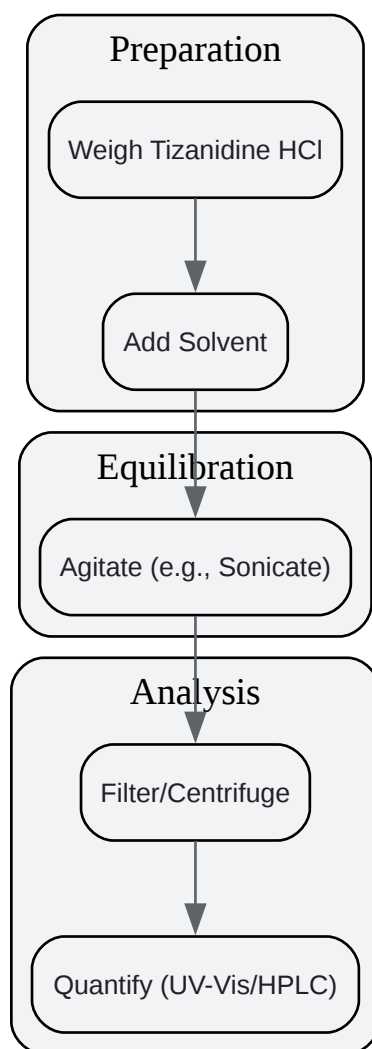 Preparation
Weigh Tizanidine HCl
Add Solvent
Equilibration
Agitate (e.g., Sonicate)
Analysis
Filter/Centrifuge
Quantify (UV-Vis/HPLC)